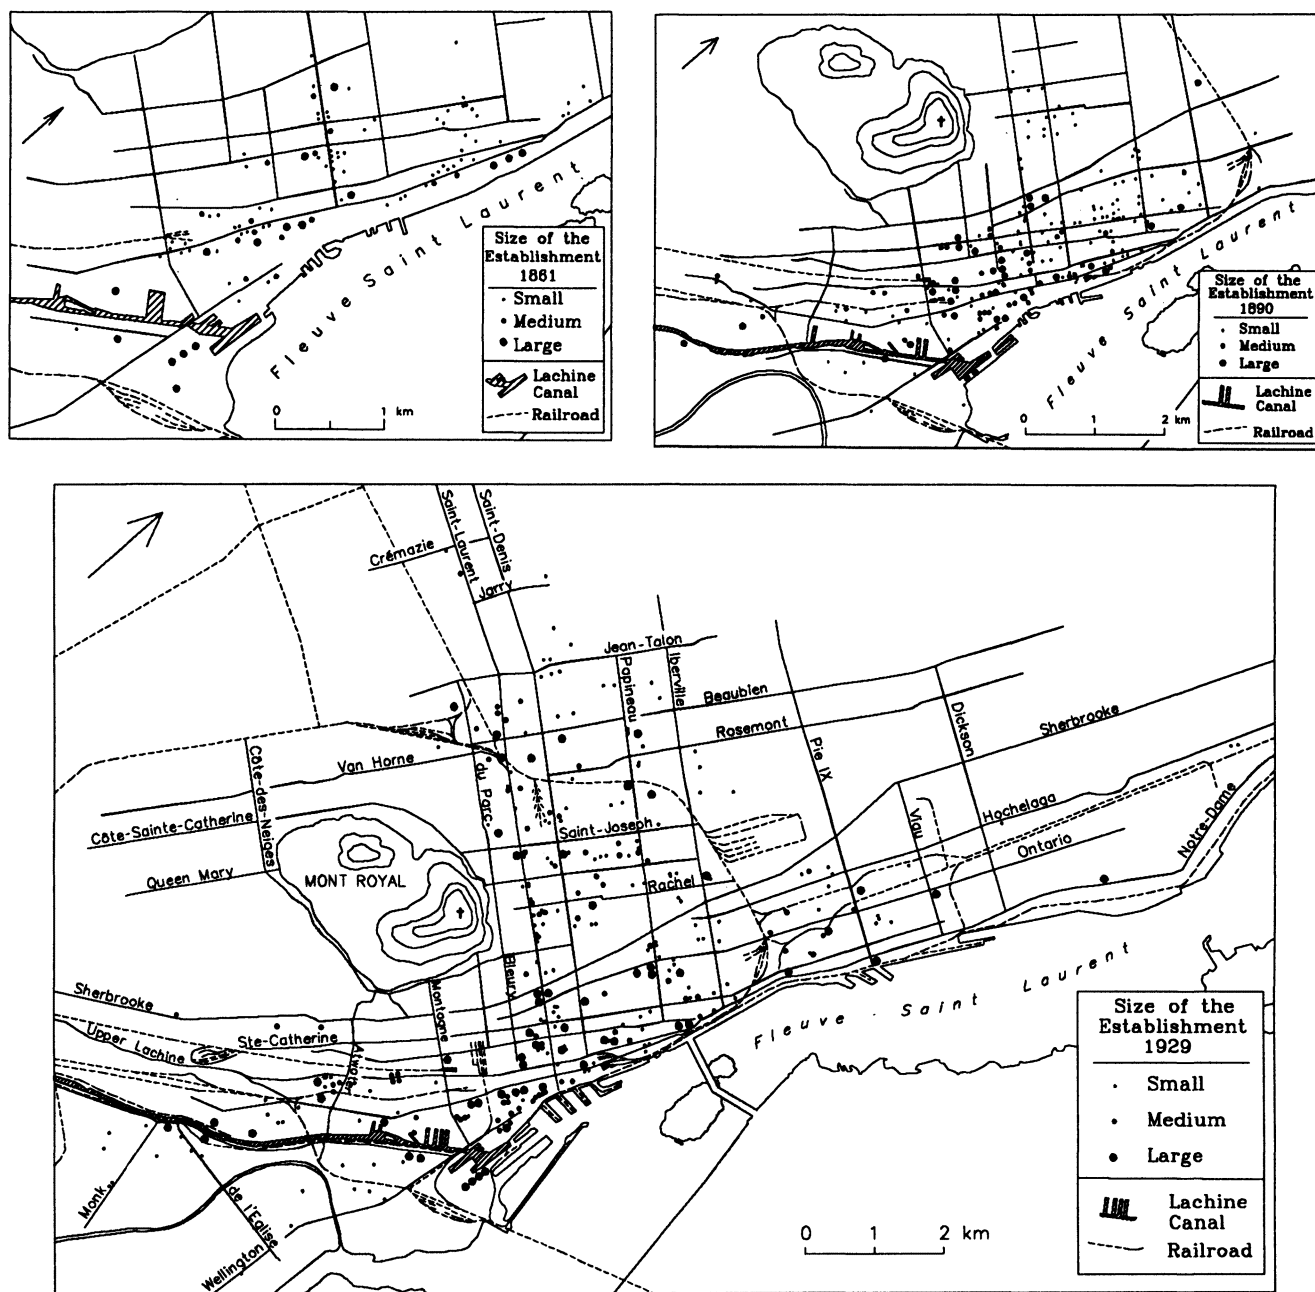 Fleuve Saint Laurent
Size of the
Establishment
1861
Small
Medium
Large
Lachine
Canal
Railroad
0 1 km
Fleuve Saint Laurent
Size of the
Establishment
1890
Small
Medium
Large
Lachine
Canal
Railroad
0 1 2 km
Saint-Laurent
Saint-Denis
Crémazie
Jarry
Jean-Talon
Papineau
Iberville
Beaubien
Rosemont
Pie IX
Dickson
Sherbrooke
Côte-des-Neiges
Van Horne
du Parc
Côte-Sainte-Catherine
Saint-Joseph
Viau
Hochelaga
Ontario
Notre-Dame
Queen Mary
MONT ROYAL
Rachel
Bleury
Montagne
Sherbrooke
Ste-Catherine
Upper Lachine
Atwater
Fleuve Saint Laurent
Monk
de l'Eglise
Wellington
0 1 2 km
Size of the
Establishment
1929
Small
Medium
Large
Lachine
Canal
Railroad